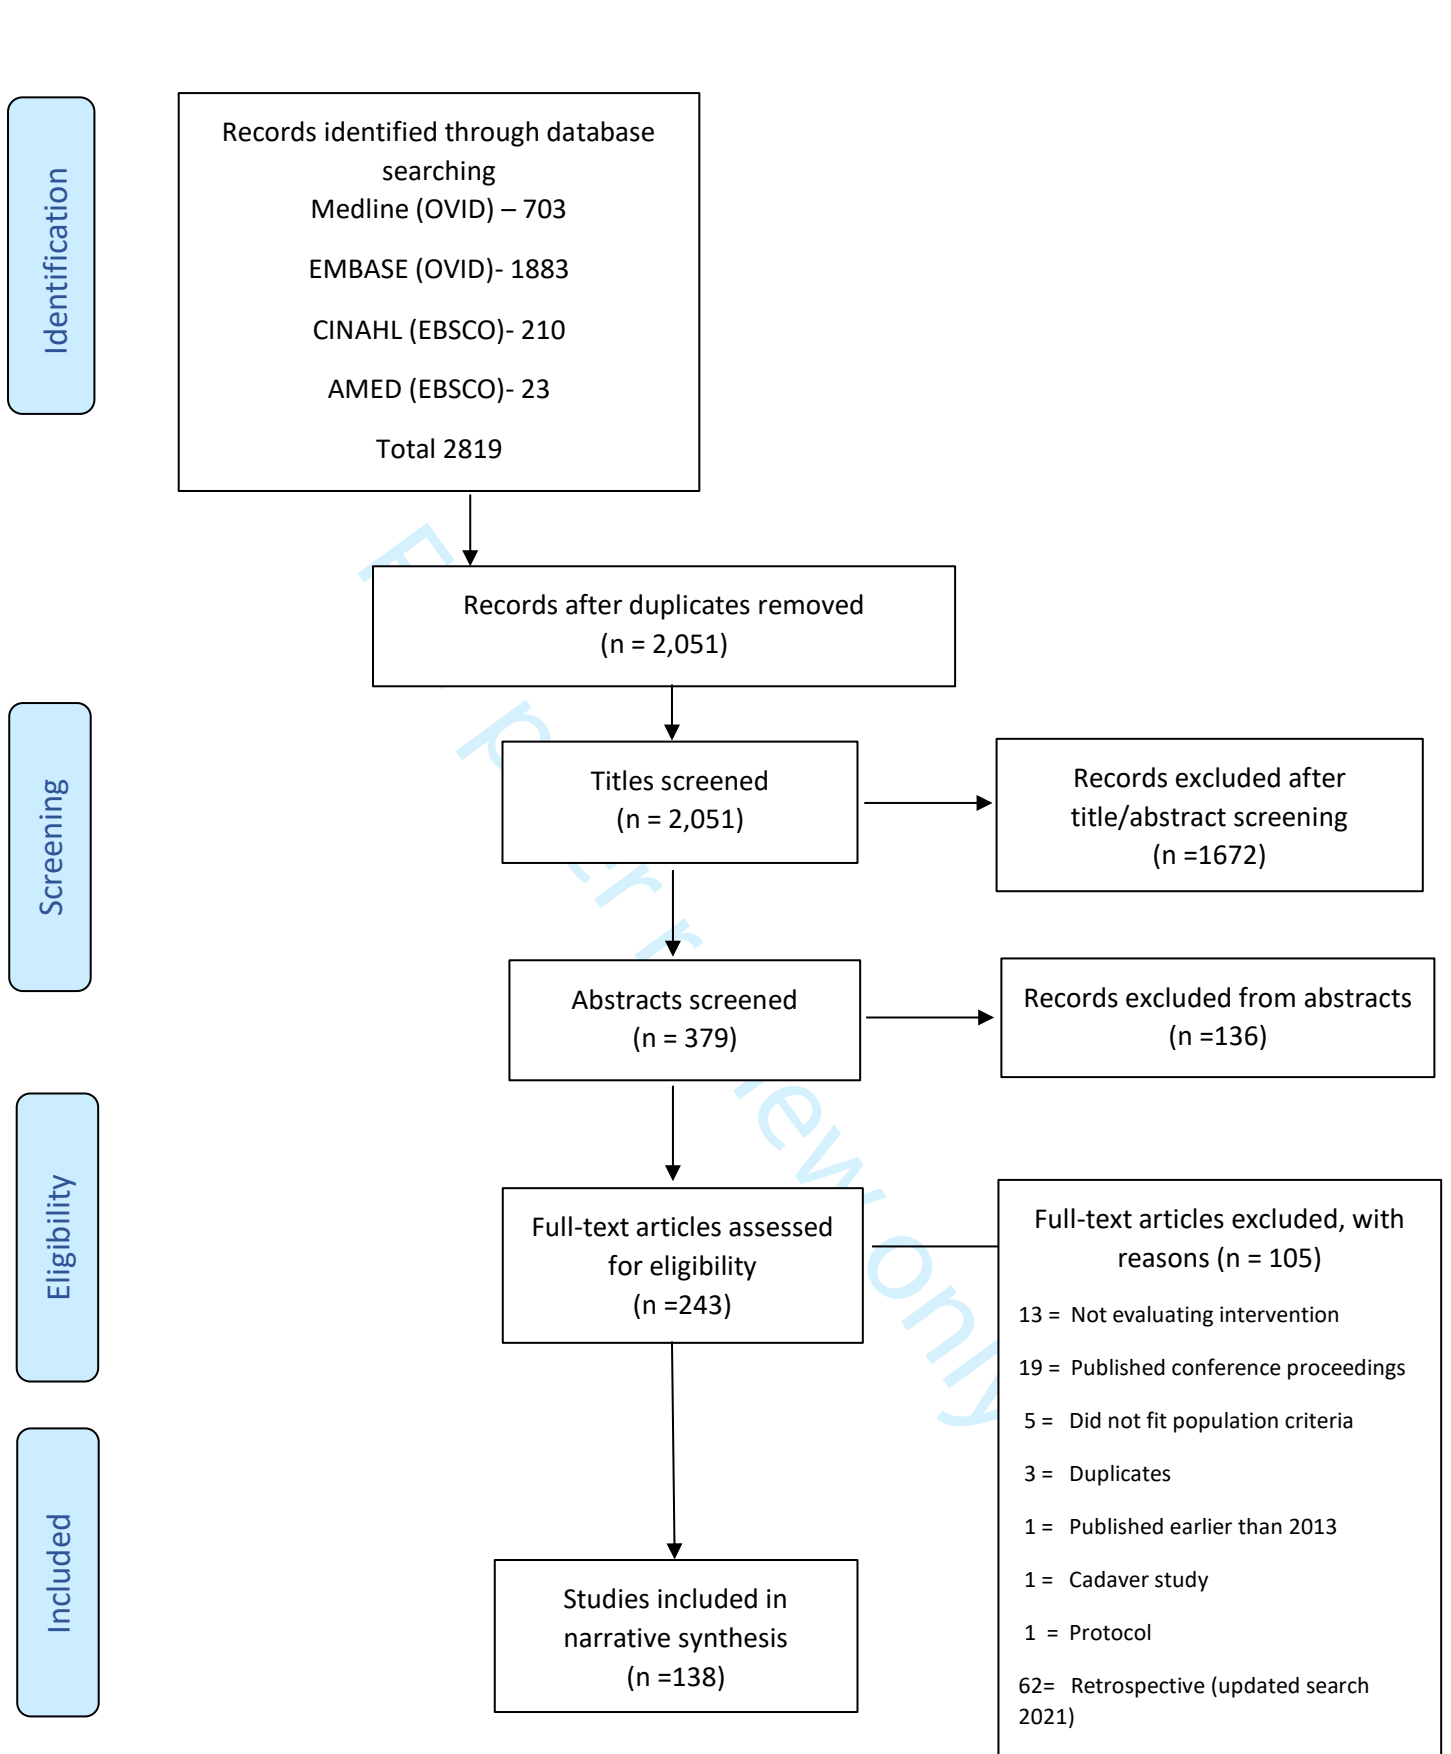 Identification
Records identified through database
searching
Medline (OVID) – 703
EMBASE (OVID)- 1883
CINAHL (EBSCO)- 210
AMED (EBSCO)- 23
Total 2819
Records after duplicates removed
(n = 2,051)
Screening
Titles screened
(n = 2,051)
Records excluded after
title/abstract screening
(n =1672)
Abstracts screened
(n = 379)
Records excluded from abstracts
(n =136)
Eligibility
Full-text articles assessed
for eligibility
(n =243)
Full-text articles excluded, with
reasons (n = 105)
13 = Not evaluating intervention
19 = Published conference proceedings
5 = Did not fit population criteria
3 = Duplicates
1 = Published earlier than 2013
1 = Cadaver study
1 = Protocol
62= Retrospective (updated search
2021)
Included
Studies included in
narrative synthesis
(n =138)